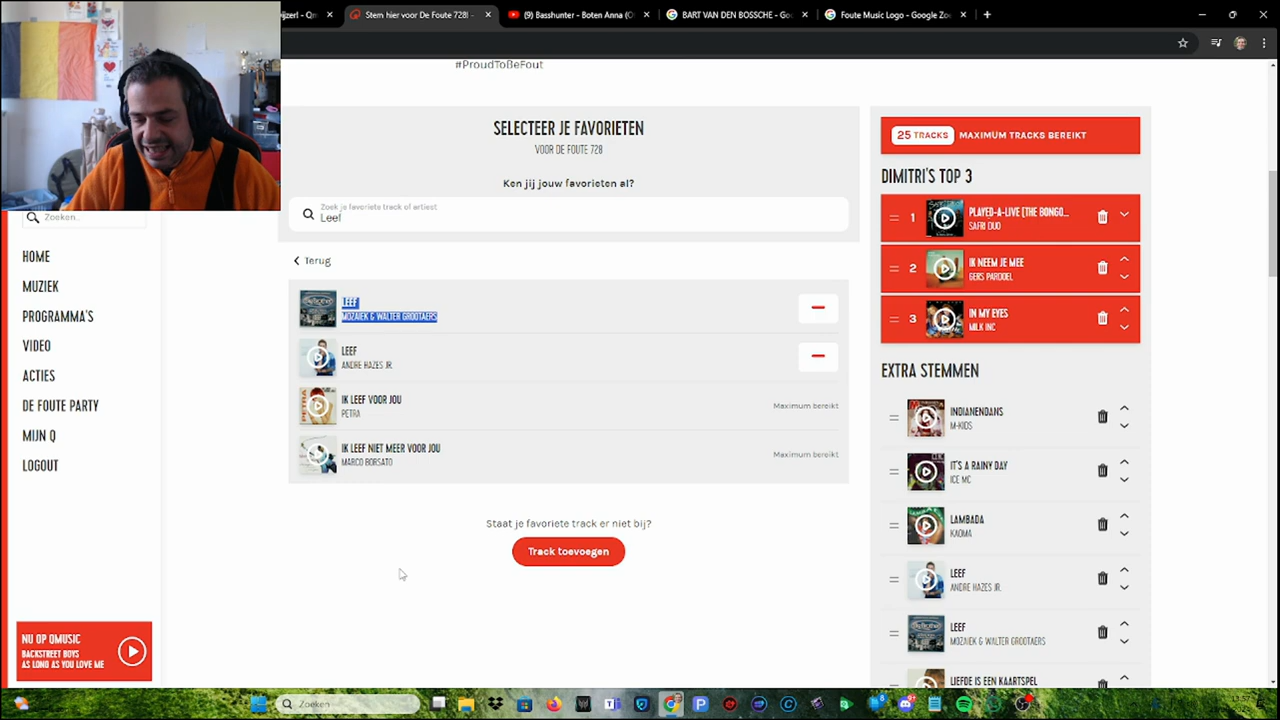 Stem hier voor De Foute 728! -
(9) Basshunter - Boten Anna (O
BART VAN DEN BOSSCHE - Go
Foute Music Logo - Google Zo
#ProudToBeFout
SELECTEER JE FAVORIETEN
VOOR DE FOUTE 728
Ken jij jouw favorieten al?
Zoek je favoriete track of artiest
Leef
Terug
LEEF
MOZAIEK & WALTER GROOTAERS
LEEF
ANDRE HAZES JR.
IK LEEF VOOR JOU
PETRA
Maximum bereikt
IK LEEF NIET MEER VOOR JOU
MARCO BORSATO
Maximum bereikt
Staat je favoriete track er niet bij?
Track toevoegen
Zoeken..
HOME
MUZIEK
PROGRAMMA'S
VIDEO
ACTIES
DE FOUTE PARTY
MIJN Q
LOGOUT
NU OP QMUSIC
BACKSTREET BOYS
AS LONG AS YOU LOVE ME
25 TRACKS MAXIMUM TRACKS BEREIKT
DIMITRI'S TOP 3
1 PLAYED-A-LIVE (THE BONGO...
SAFRI DUO
2 IK NEEM JE MEE
GERS PARDOEL
3 IN MY EYES
MILK INC
EXTRA STEMMEN
INDIANENDANS
M-KIDS
IT'S A RAINY DAY
ICE MC
LAMBADA
KAOMA
LEEF
ANDRE HAZES JR.
LEEF
MOZAIEK & WALTER GROOTAERS
LIEFDE IS EEN KAARTSPEL
Zoeken